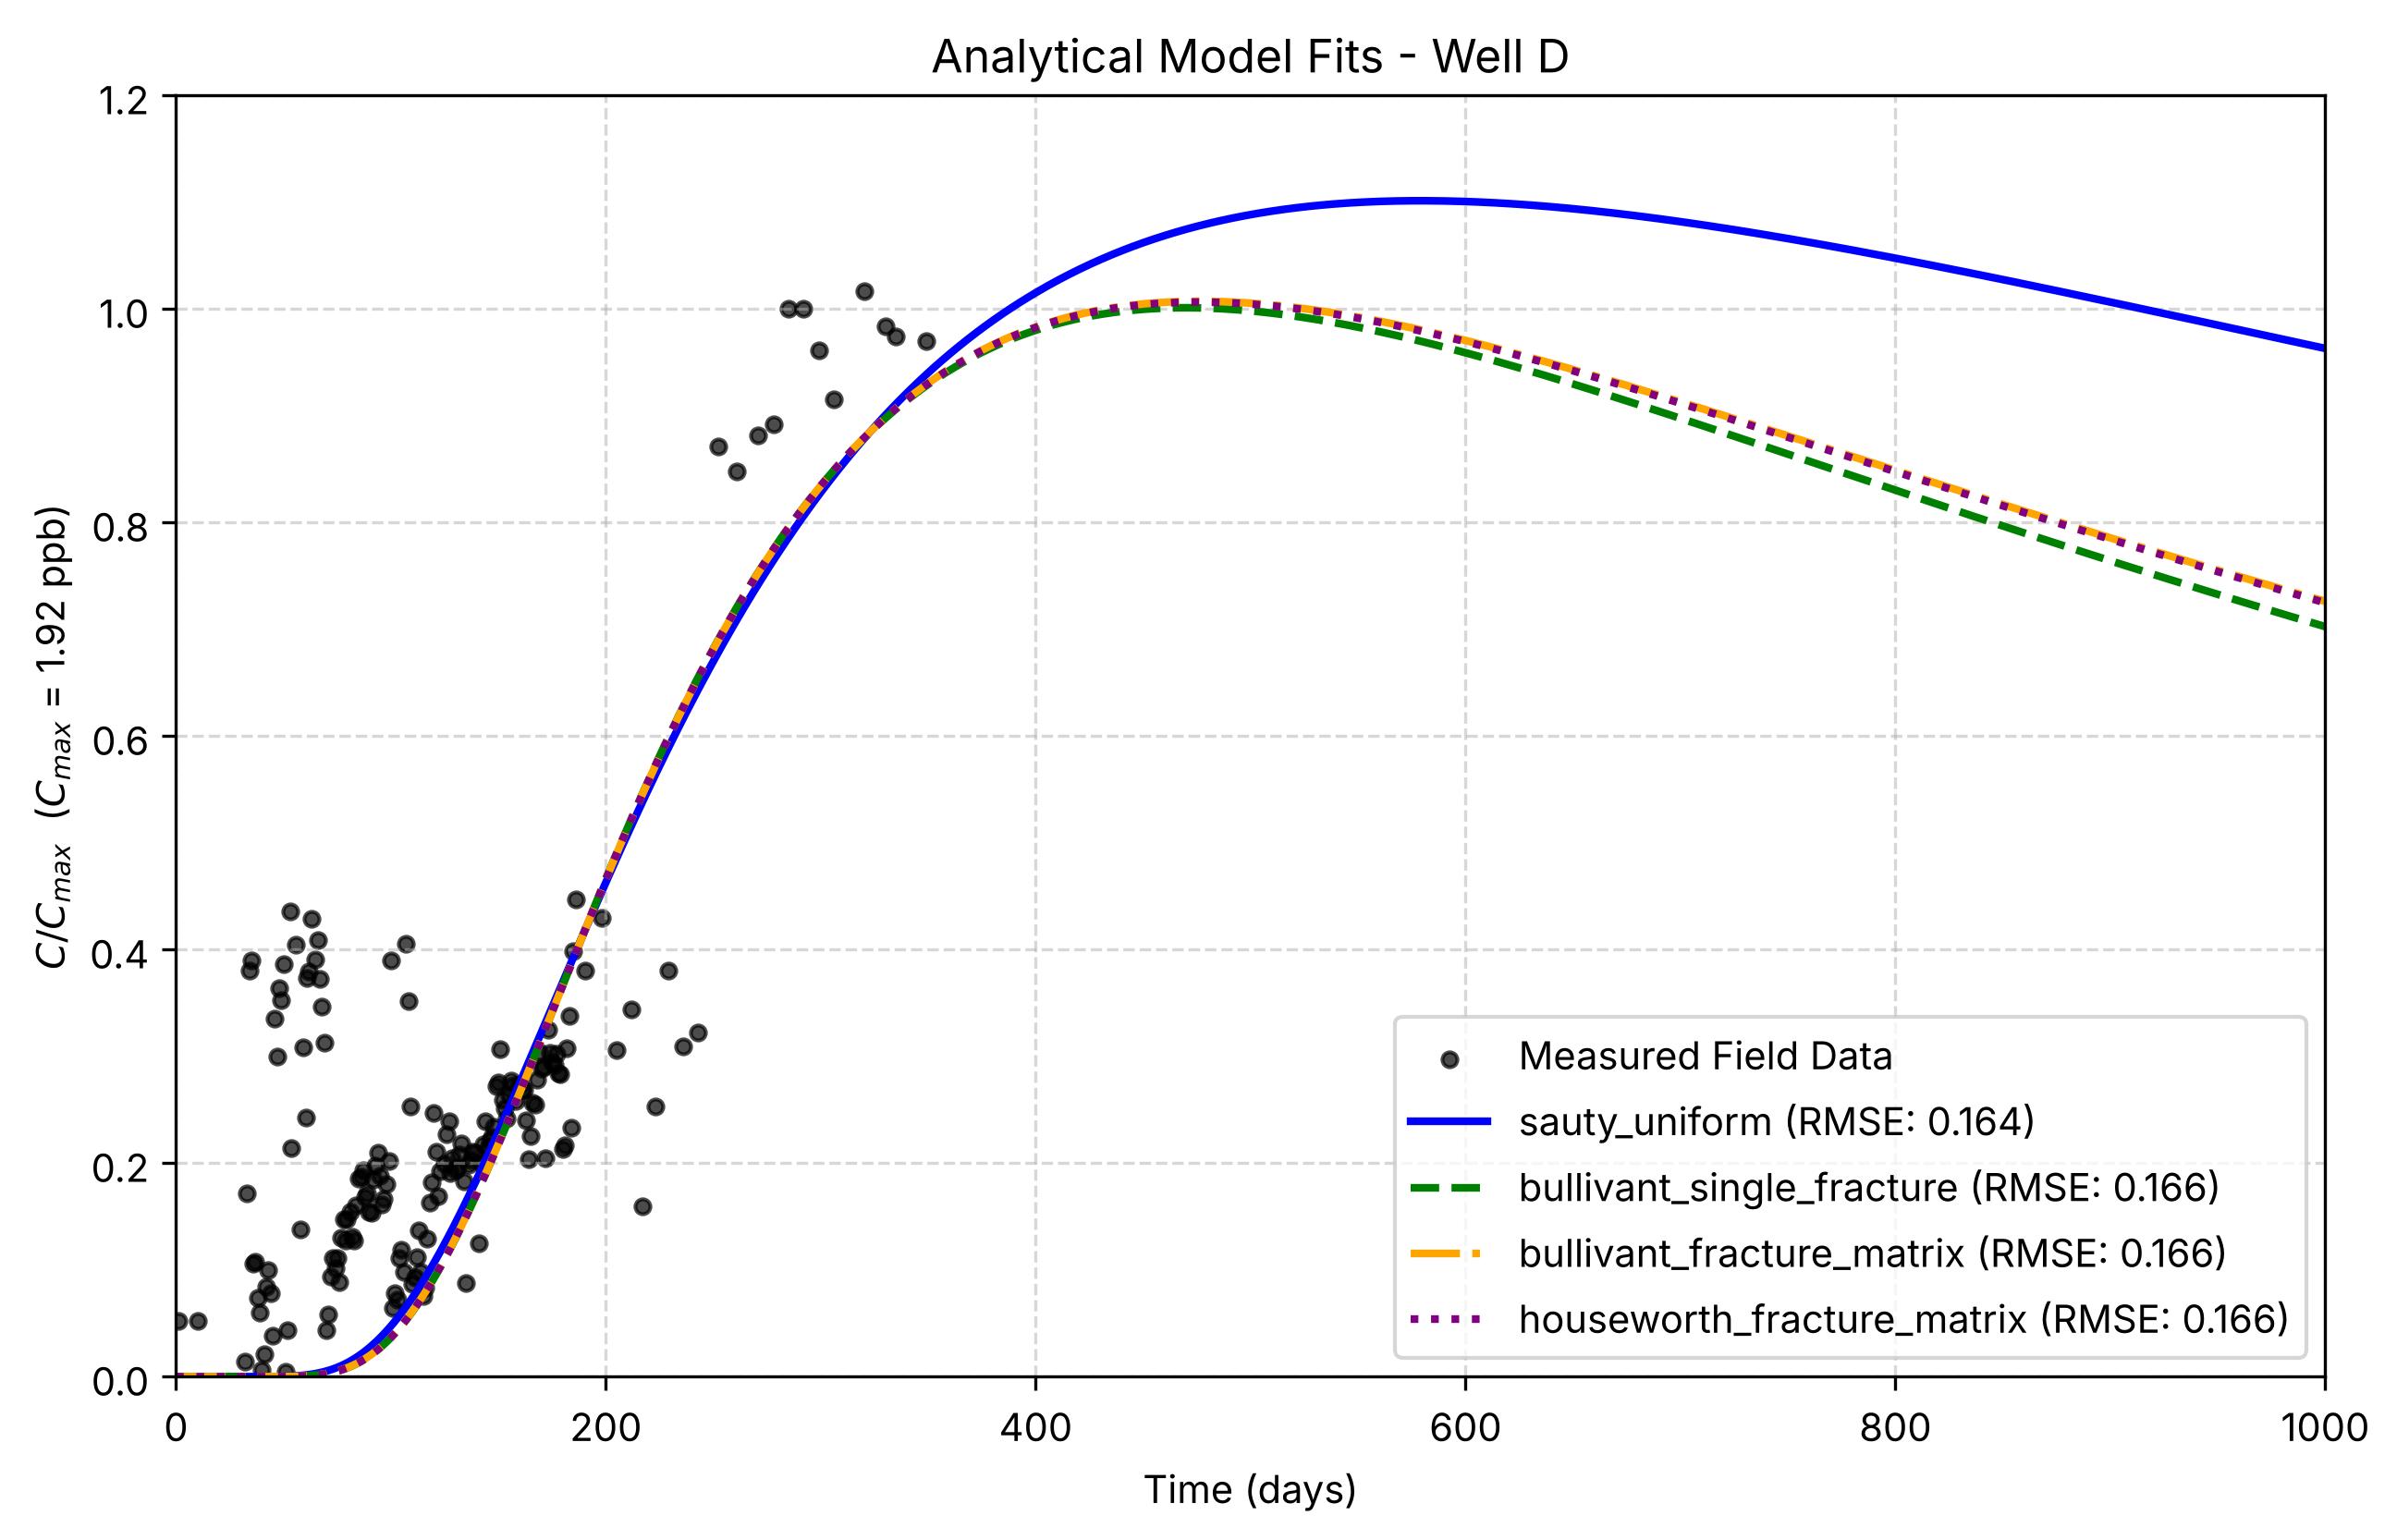 Analytical Model Fits - Well D
1.2
1.0
0.8
0.6
0.4
0.2
0.0
C/Cmax (Cmax = 1.92 ppb)
0 200 400 600 800 1000
Time (days)
Measured Field Data
sauty_uniform (RMSE: 0.164)
bullivant_single_fracture (RMSE: 0.166)
bullivant_fracture_matrix (RMSE: 0.166)
houseworth_fracture_matrix (RMSE: 0.166)